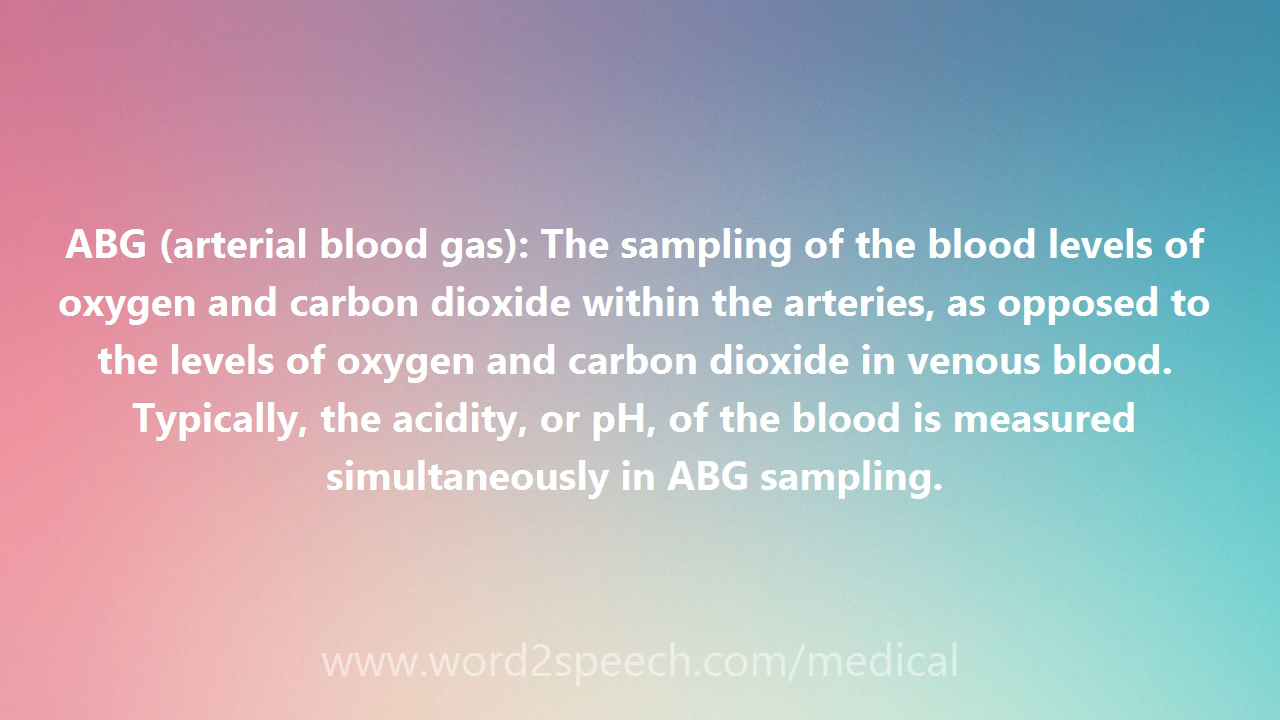 ABG (arterial blood gas): The sampling of the blood levels of
oxygen and carbon dioxide within the arteries, as opposed to
the levels of oxygen and carbon dioxide in venous blood.
Typically, the acidity, or pH, of the blood is measured
simultaneously in ABG sampling.
www.word2speech.com/medical